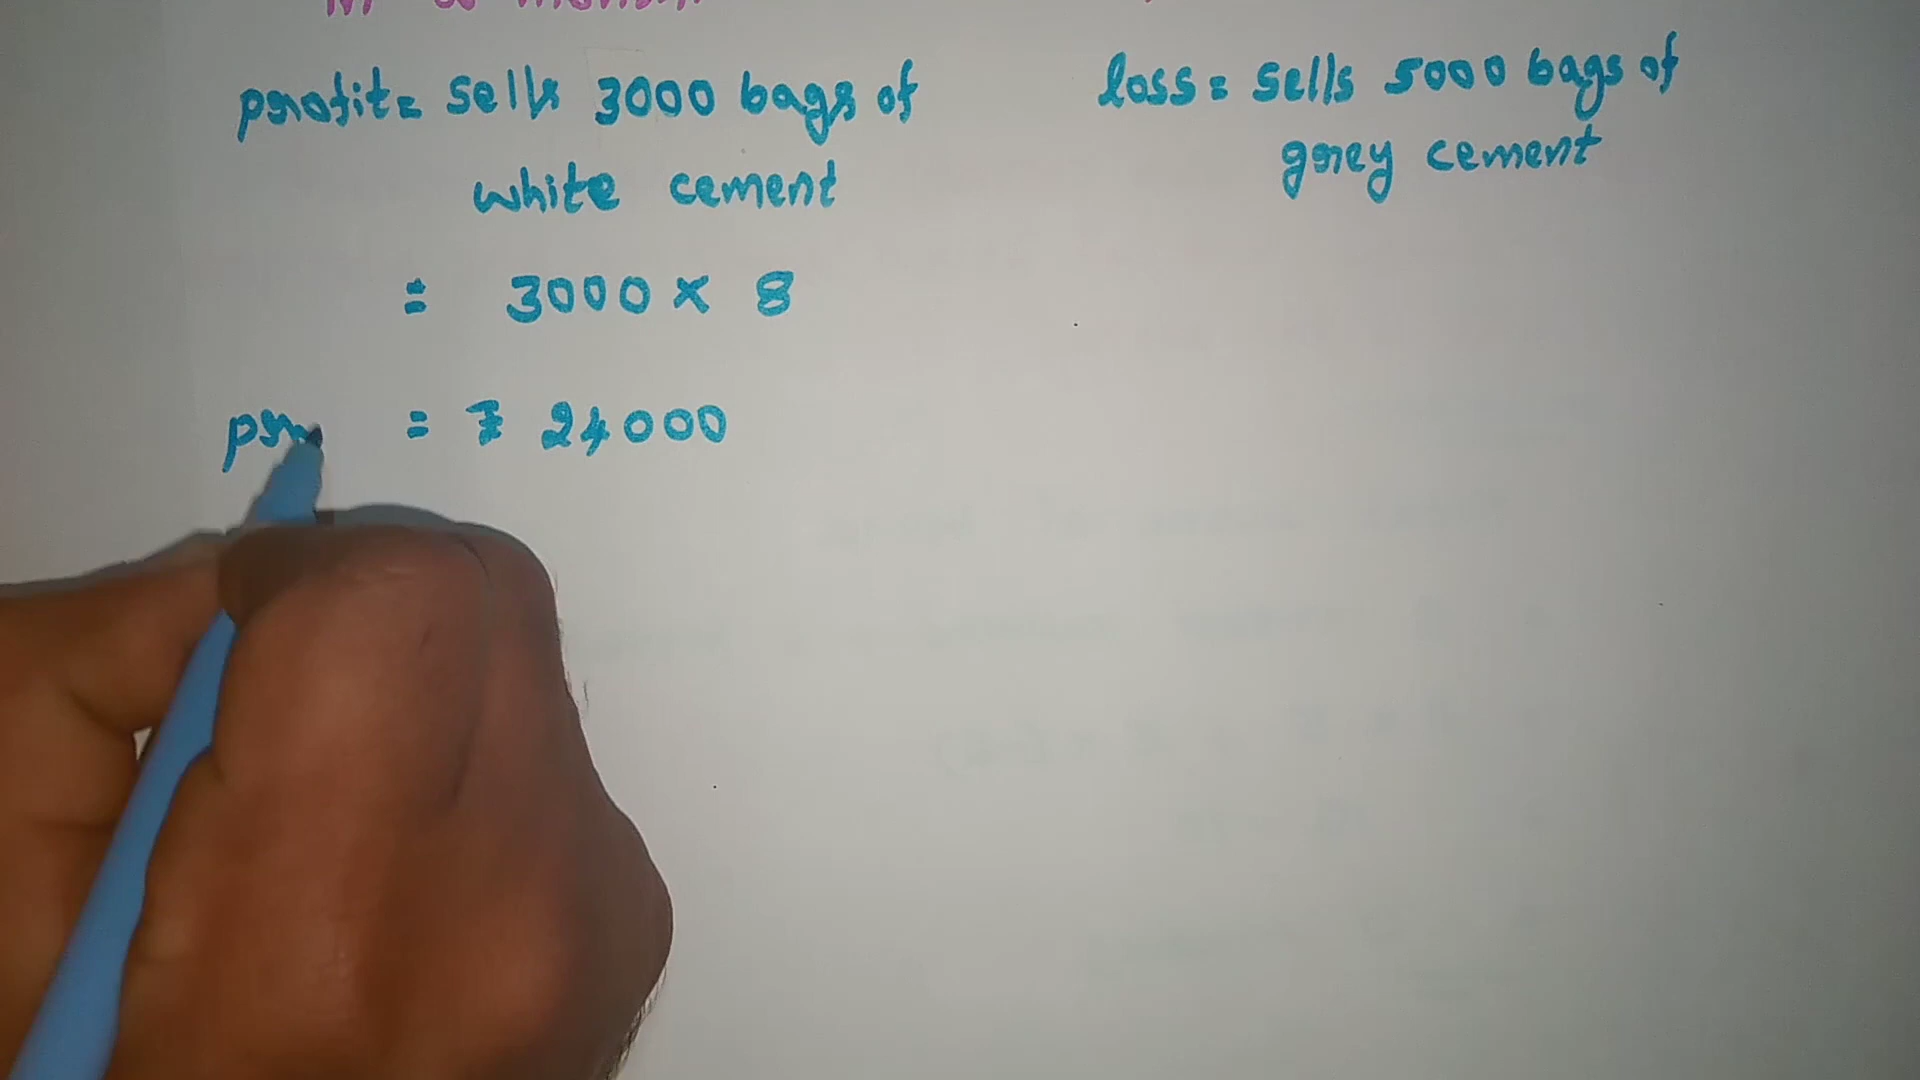 profit = sells 3000 bags of
white cement
= 3000 × 8
= ₹ 24000
loss = sells 5000 bags of
grey cement